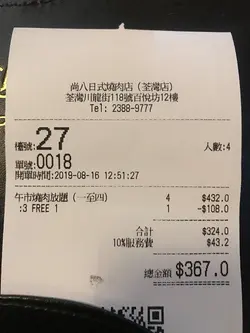 尚八日式燒肉店（荃灣店）
荃灣川龍街118號百悅坊12樓
Tel: 2388-9777
檯號:27 人數:4
單號:0018
開單時間:2019-08-16 12:51:27
午市燒肉放題（一至四） 4 $432.0
:3 FREE 1 1 -$108.0
合計 $324.0
10%服務費 $43.2
總金額 $367.0